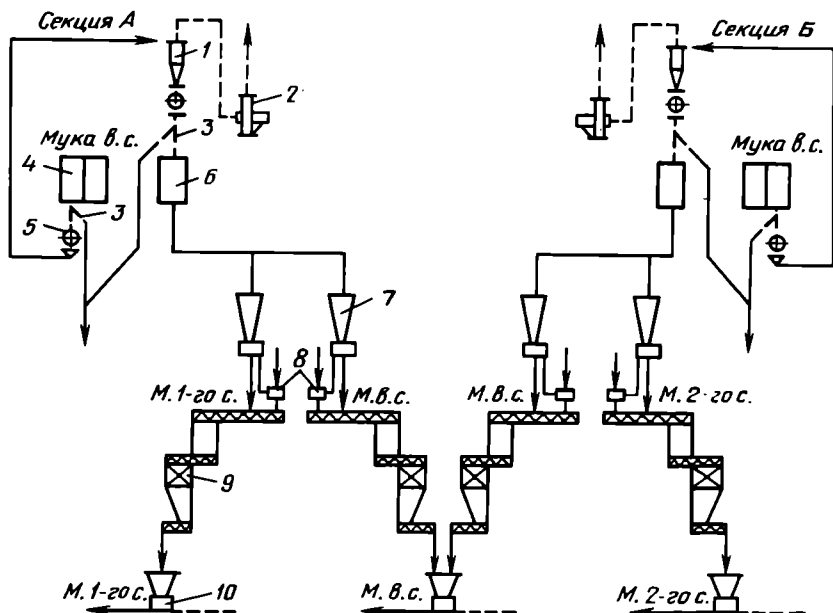 Секция А
Секция Б
1
2
3
Мука в.с.
Мука в.с.
4
6
3
5
7
8
М. 1-го с.
М.в.с.
М.в.с.
М. 2-го с.
9
М. 1-го с.
10
М. в.с.
М. 2-го с.